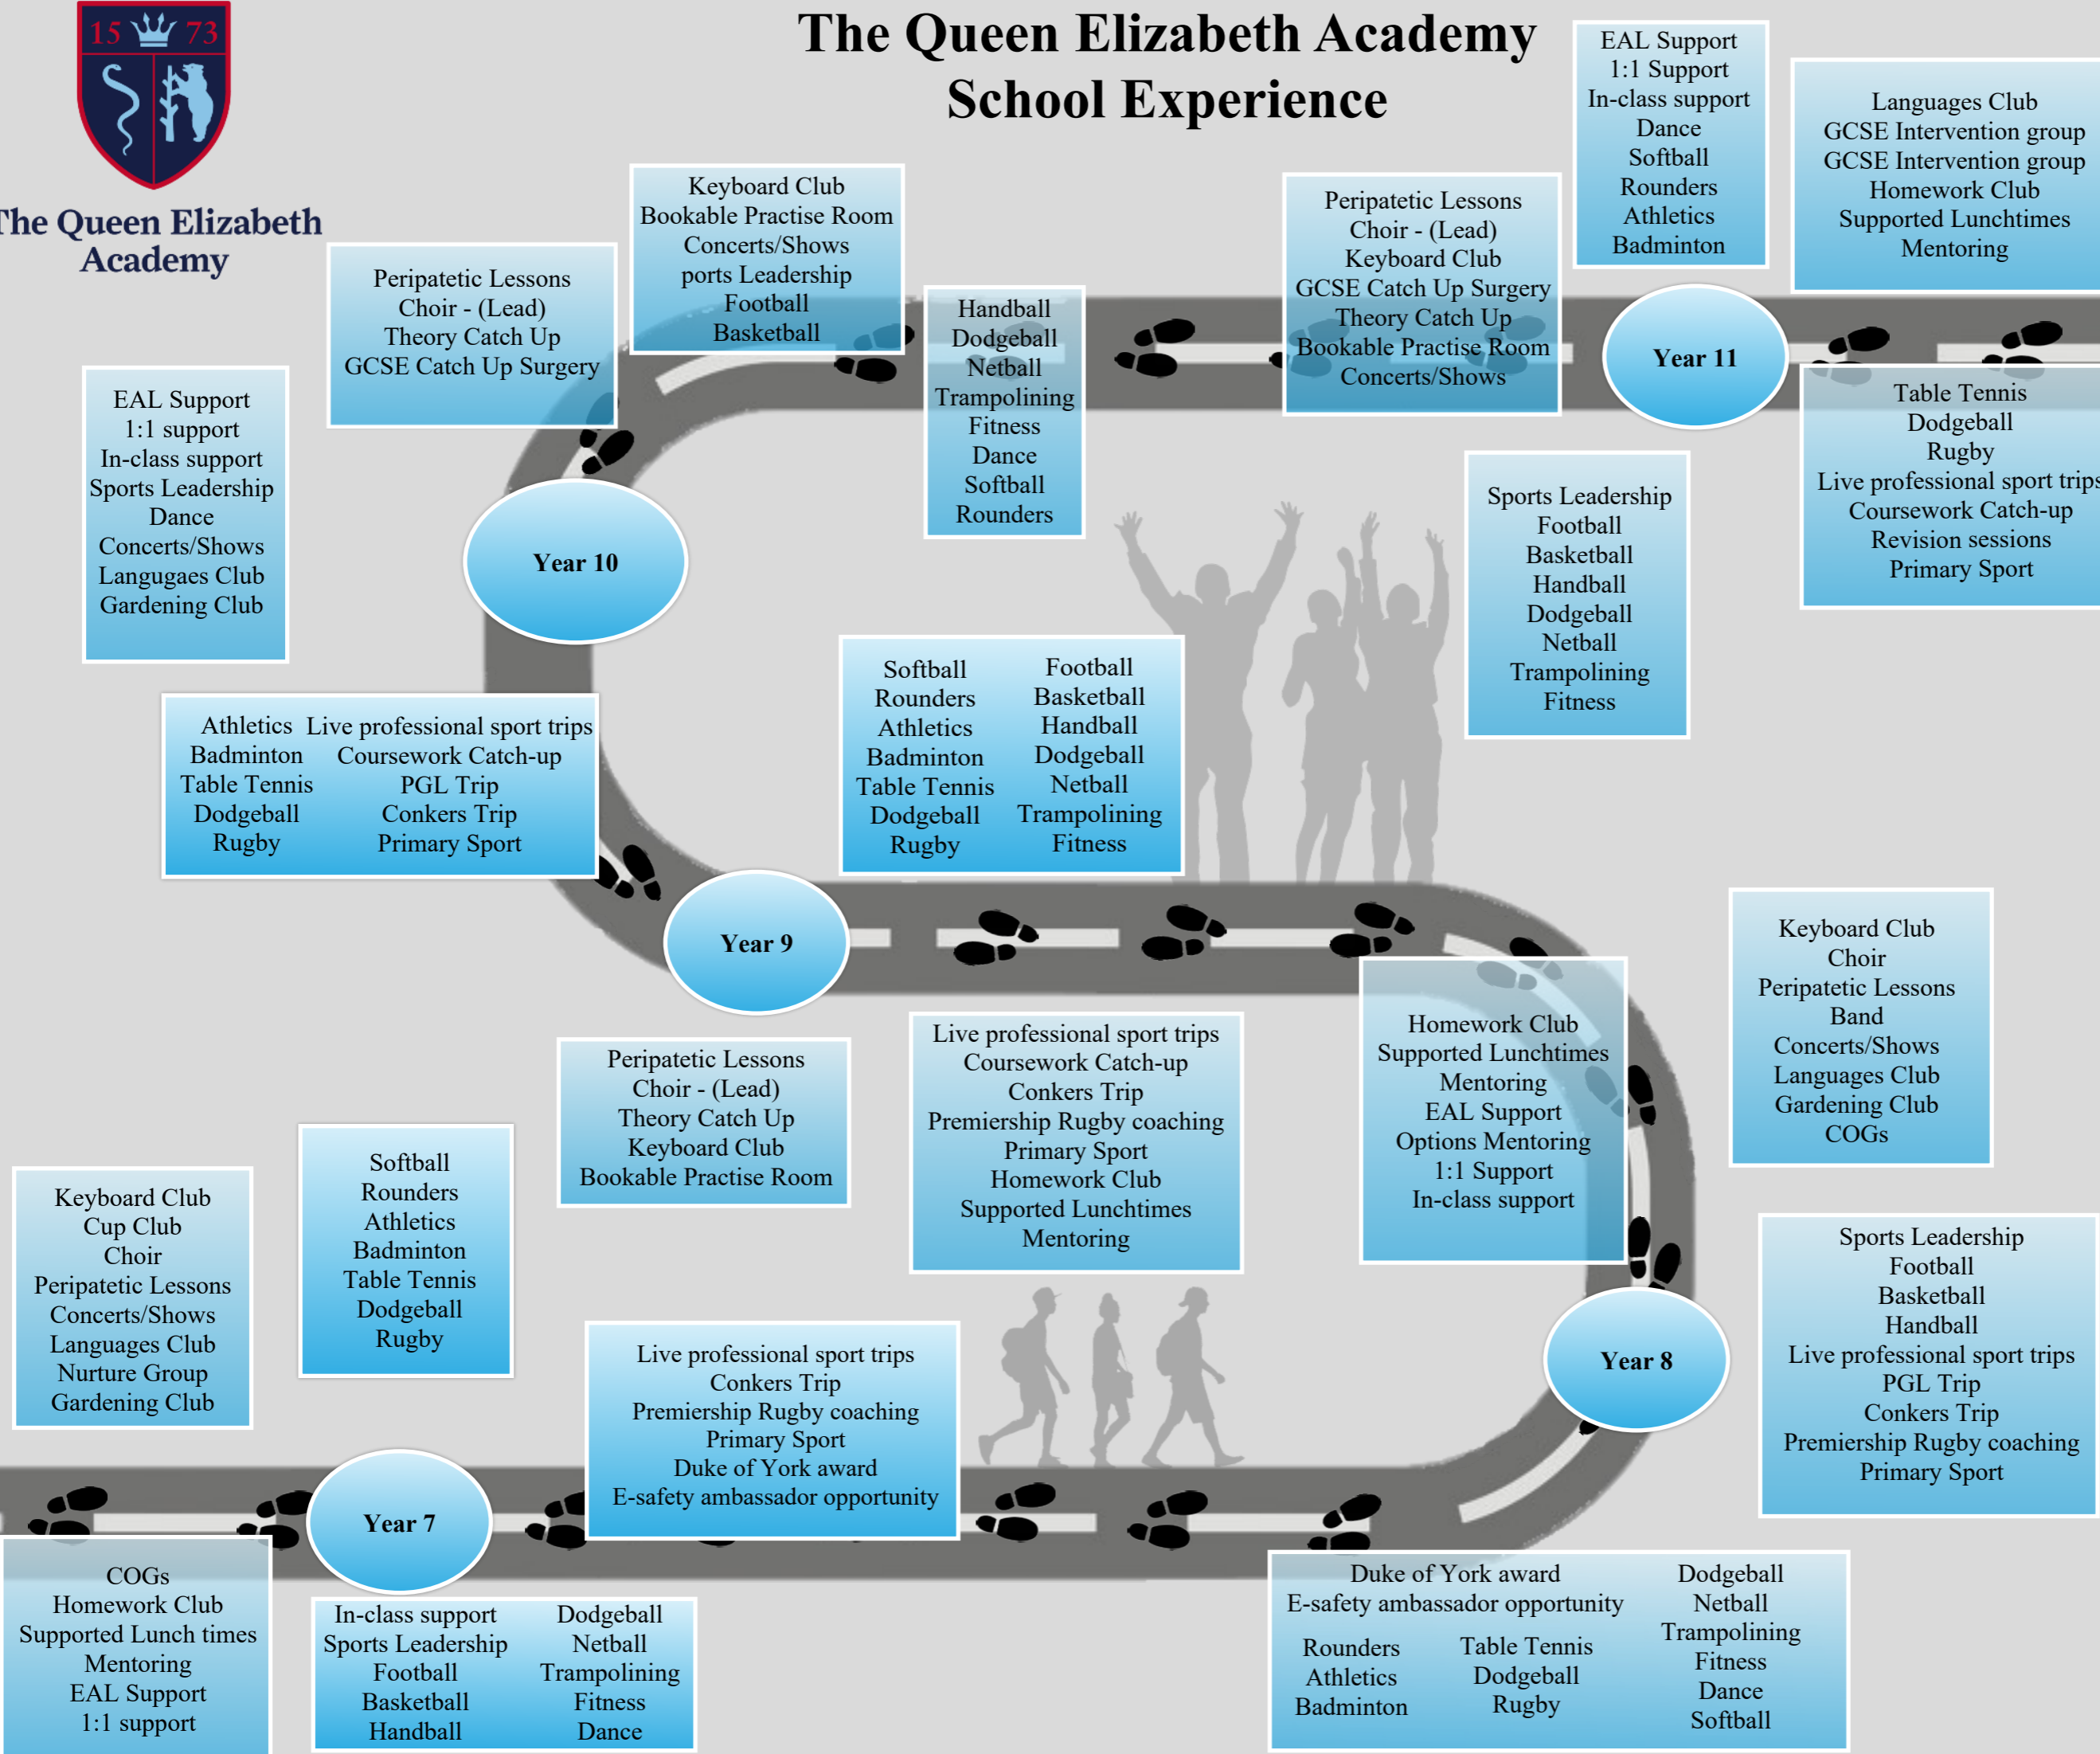 The Queen Elizabeth Academy
School Experience
15 73
The Queen Elizabeth
Academy
EAL Support
1:1 Support
In-class support
Dance
Softball
Rounders
Athletics
Badminton
Languages Club
GCSE Intervention group
GCSE Intervention group
Homework Club
Supported Lunchtimes
Mentoring
Keyboard Club
Bookable Practise Room
Concerts/Shows
ports Leadership
Football
Basketball
Peripatetic Lessons
Choir - (Lead)
Keyboard Club
GCSE Catch Up Surgery
Theory Catch Up
Bookable Practise Room
Concerts/Shows
Peripatetic Lessons
Choir - (Lead)
Theory Catch Up
GCSE Catch Up Surgery
Handball
Dodgeball
Netball
Trampolining
Fitness
Dance
Softball
Rounders
Year 11
EAL Support
1:1 support
In-class support
Sports Leadership
Dance
Concerts/Shows
Langugaes Club
Gardening Club
Table Tennis
Dodgeball
Rugby
Live professional sport trips
Coursework Catch-up
Revision sessions
Primary Sport
Year 10
Sports Leadership
Football
Basketball
Handball
Dodgeball
Netball
Trampolining
Fitness
Softball
Rounders
Athletics
Badminton
Table Tennis
Dodgeball
Rugby
Football
Basketball
Handball
Dodgeball
Netball
Trampolining
Fitness
Athletics
Badminton
Table Tennis
Dodgeball
Rugby
Live professional sport trips
Coursework Catch-up
PGL Trip
Conkers Trip
Primary Sport
Year 9
Keyboard Club
Choir
Peripatetic Lessons
Band
Concerts/Shows
Languages Club
Gardening Club
COGs
Homework Club
Supported Lunchtimes
Mentoring
EAL Support
Options Mentoring
1:1 Support
In-class support
Live professional sport trips
Coursework Catch-up
Conkers Trip
Premiership Rugby coaching
Primary Sport
Homework Club
Supported Lunchtimes
Mentoring
Peripatetic Lessons
Choir - (Lead)
Theory Catch Up
Keyboard Club
Bookable Practise Room
Softball
Rounders
Athletics
Badminton
Table Tennis
Dodgeball
Rugby
Keyboard Club
Cup Club
Choir
Peripatetic Lessons
Concerts/Shows
Languages Club
Nurture Group
Gardening Club
Sports Leadership
Football
Basketball
Handball
Live professional sport trips
PGL Trip
Conkers Trip
Premiership Rugby coaching
Primary Sport
Year 8
Live professional sport trips
Conkers Trip
Premiership Rugby coaching
Primary Sport
Duke of York award
E-safety ambassador opportunity
Year 7
COGs
Homework Club
Supported Lunch times
Mentoring
EAL Support
1:1 support
In-class support
Sports Leadership
Football
Basketball
Handball
Dodgeball
Netball
Trampolining
Fitness
Dance
Duke of York award
E-safety ambassador opportunity
Rounders
Athletics
Badminton
Table Tennis
Dodgeball
Rugby
Dodgeball
Netball
Trampolining
Fitness
Dance
Softball